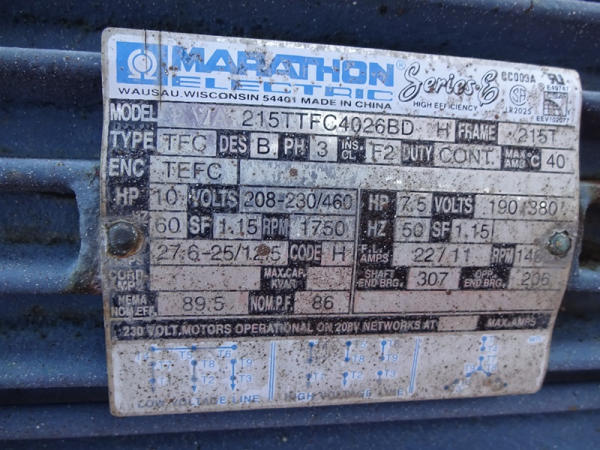 MARATHON
ELECTRIC
Series-E
HIGH EFFICIENCY
CC009A
LR2025
WAUSAU, WISCONSIN 54401 MADE IN CHINA
MODEL 215TTFC4026BD H FRAME 215T
TYPE TFC DES B PH 3 INS. CL F2 DUTY CONT. MAX AMB °C 40
ENC TEFC
HP 10 VOLTS 208-230/460 HP 7.5 VOLTS 190/380
HZ 60 SF 1.15 RPM 1750 HZ 50 SF 1.15
27.6-25/12.5 CODE H F.L. AMPS 22/11 RPM
MAX.CAP. KVAR SHAFT END BRG. 307 OPP. END BRG. 206
NEMA NOM.EFF. 89.5 NOM.P.F. 86
230 VOLT MOTORS OPERATIONAL ON 208V NETWORKS AT MAX. AMPS
LOW VOLTAGE LINE HIGH VOLTAGE LINE